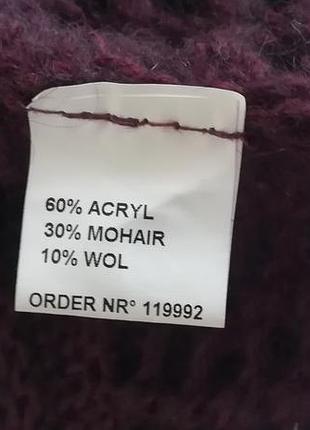 60% ACRYL
30% MOHAIR
10% WOL
ORDER NR° 119992